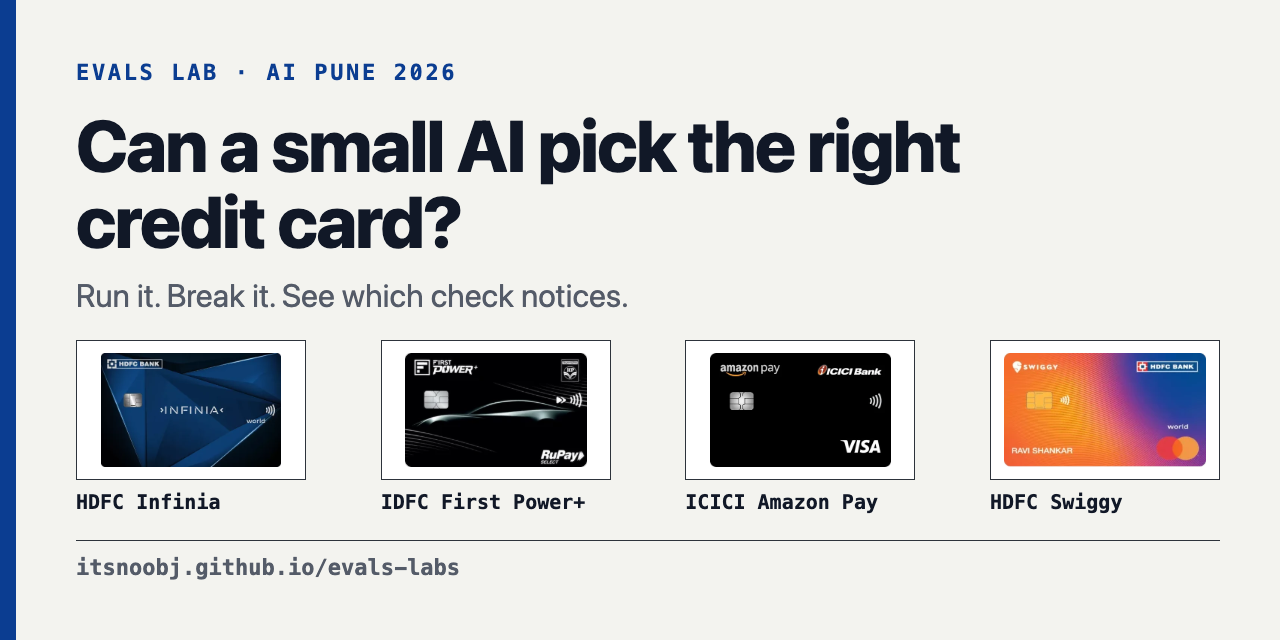 EVALS LAB · AI PUNE 2026
Can a small AI pick the right
credit card?
Run it. Break it. See which check notices.
HDFC BANK
›INFINIA‹
world
FIRST
POWER+
HP
RuPay
SELECT
amazon pay
ICICI Bank
VISA
SWIGGY
HDFC BANK
world
RAVI SHANKAR
HDFC Infinia
IDFC First Power+
ICICI Amazon Pay
HDFC Swiggy
itsnoobj.github.io/evals-labs